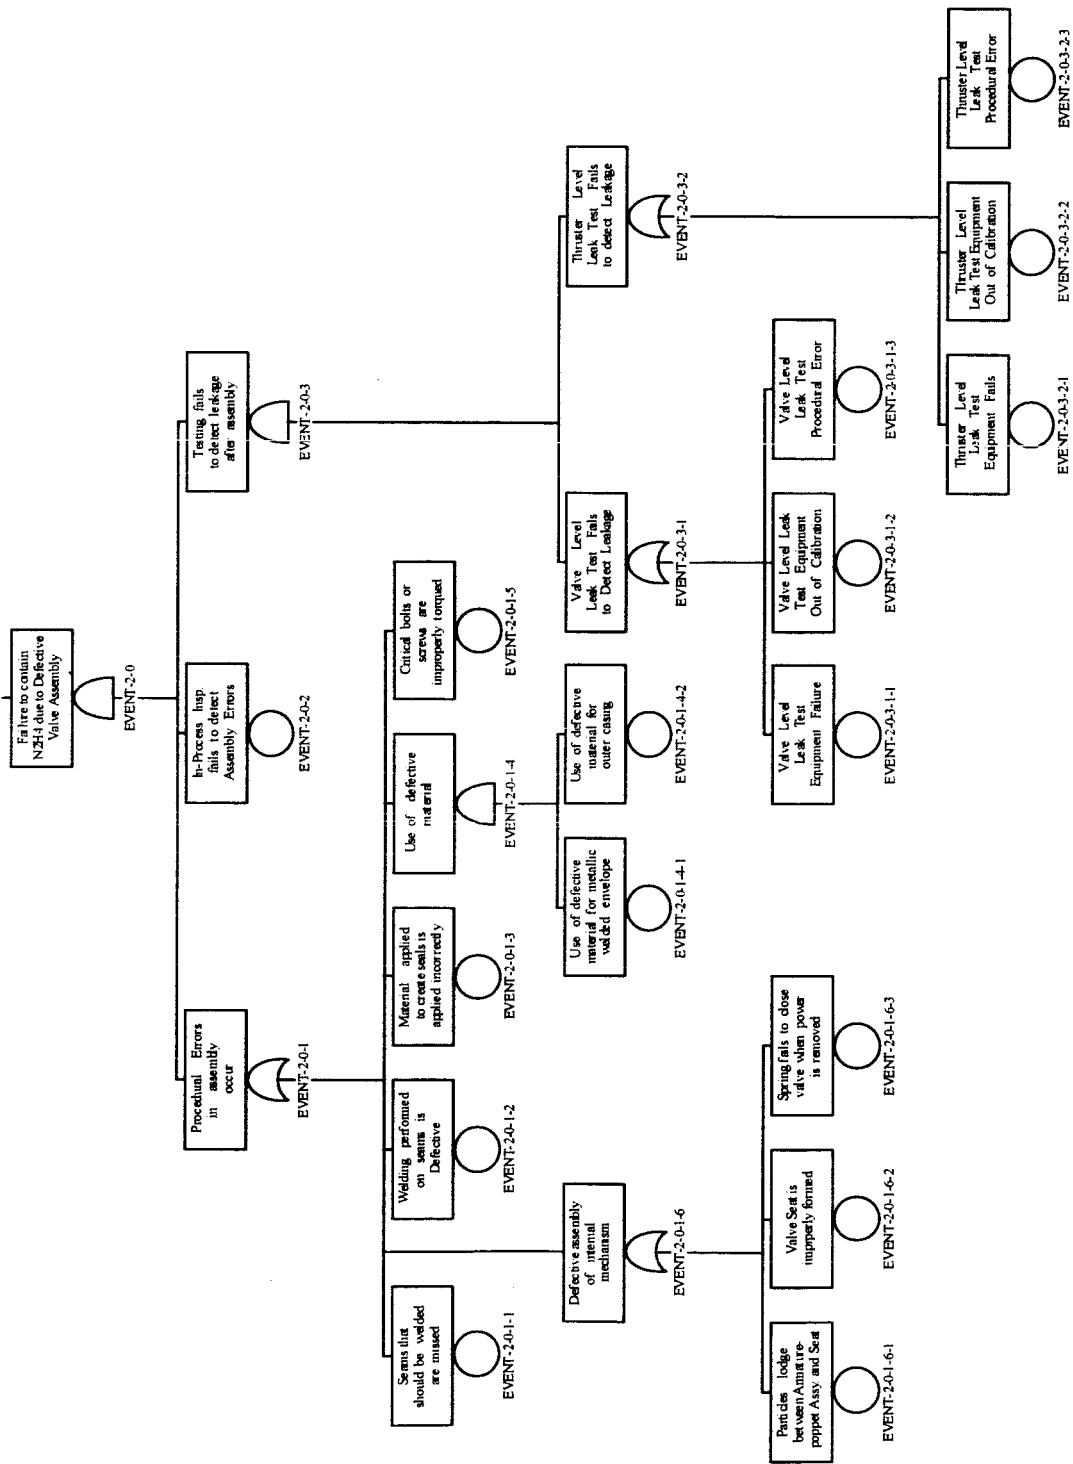 Failure to contain
N2H4 due to Defective
Valve Assembly
EVENT-2-0
Procedural Errors
in assembly
occur
EVENT-2-0-1
In-Process Insp.
fails to detect
Assembly Errors
EVENT-2-0-2
Testing fails
to detect leakage
after assembly
EVENT-2-0-3
Seams that
should be welded
are missed
EVENT-2-0-1-1
Welding performed
on seams is
Defective
EVENT-2-0-1-2
Material applied
to create seals is
applied incorrectly
EVENT-2-0-1-3
Use of defective
material
EVENT-2-0-1-4
Critical bolts or
screws are
improperly torqued
EVENT-2-0-1-5
Defective assembly
of internal
mechanism
EVENT-2-0-1-6
Use of defective
material for metallic
welded envelope
EVENT-2-0-1-4-1
Use of defective
material for
outer casing
EVENT-2-0-1-4-2
Valve Level
Leak Test Fails
to Detect Leakage
EVENT-2-0-3-1
Thruster Level
Leak Test Fails
to detect Leakage
EVENT-2-0-3-2
Particles lodge
between Armature-
poppet Assy and Seat
EVENT-2-0-1-6-1
Valve Seat is
improperly formed
EVENT-2-0-1-6-2
Spring fails to close
valve when power
is removed
EVENT-2-0-1-6-3
Valve Level
Leak Test
Equipment Failure
EVENT-2-0-3-1-1
Valve Level Leak
Test Equipment
Out of Calibration
EVENT-2-0-3-1-2
Valve Level
Leak Test
Procedural Error
EVENT-2-0-3-1-3
Thruster Level
Leak Test
Equipment Fails
EVENT-2-0-3-2-1
Thruster Level
Leak Test Equipment
Out of Calibration
EVENT-2-0-3-2-2
Thruster Level
Leak Test
Procedural Error
EVENT-2-0-3-2-3